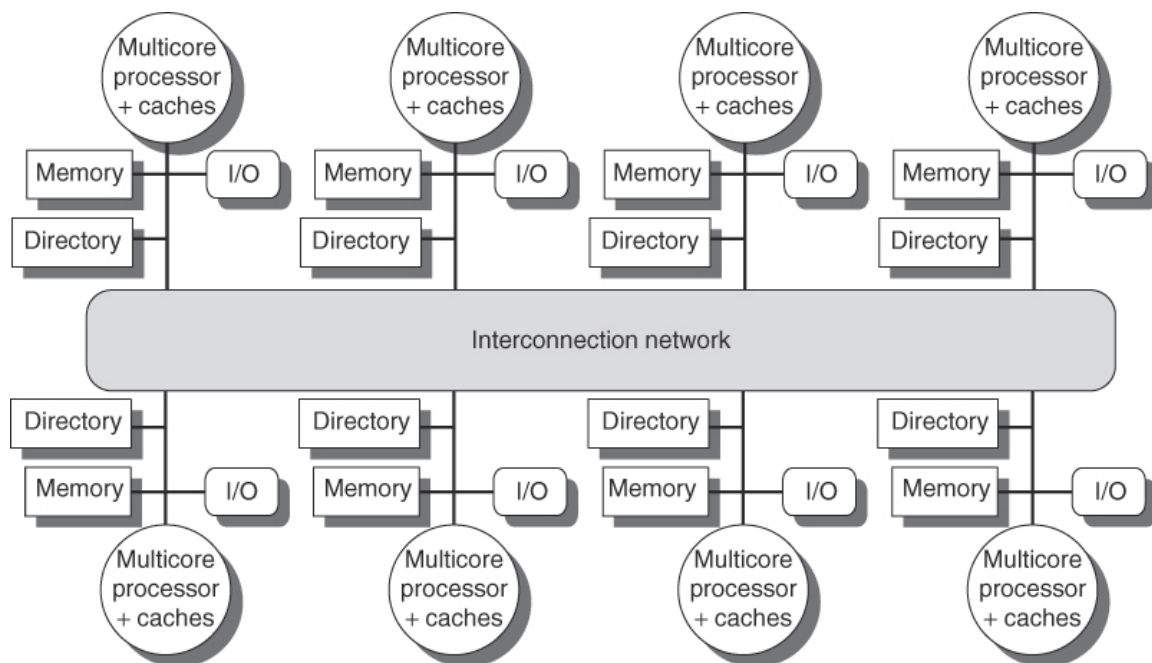 Multicore
processor
+ caches
Multicore
processor
+ caches
Multicore
processor
+ caches
Multicore
processor
+ caches
Memory
I/O
Memory
I/O
Memory
I/O
Memory
I/O
Directory
Directory
Directory
Directory
Interconnection network
Directory
Directory
Directory
Directory
Memory
I/O
Memory
I/O
Memory
I/O
Memory
I/O
Multicore
processor
+ caches
Multicore
processor
+ caches
Multicore
processor
+ caches
Multicore
processor
+ caches